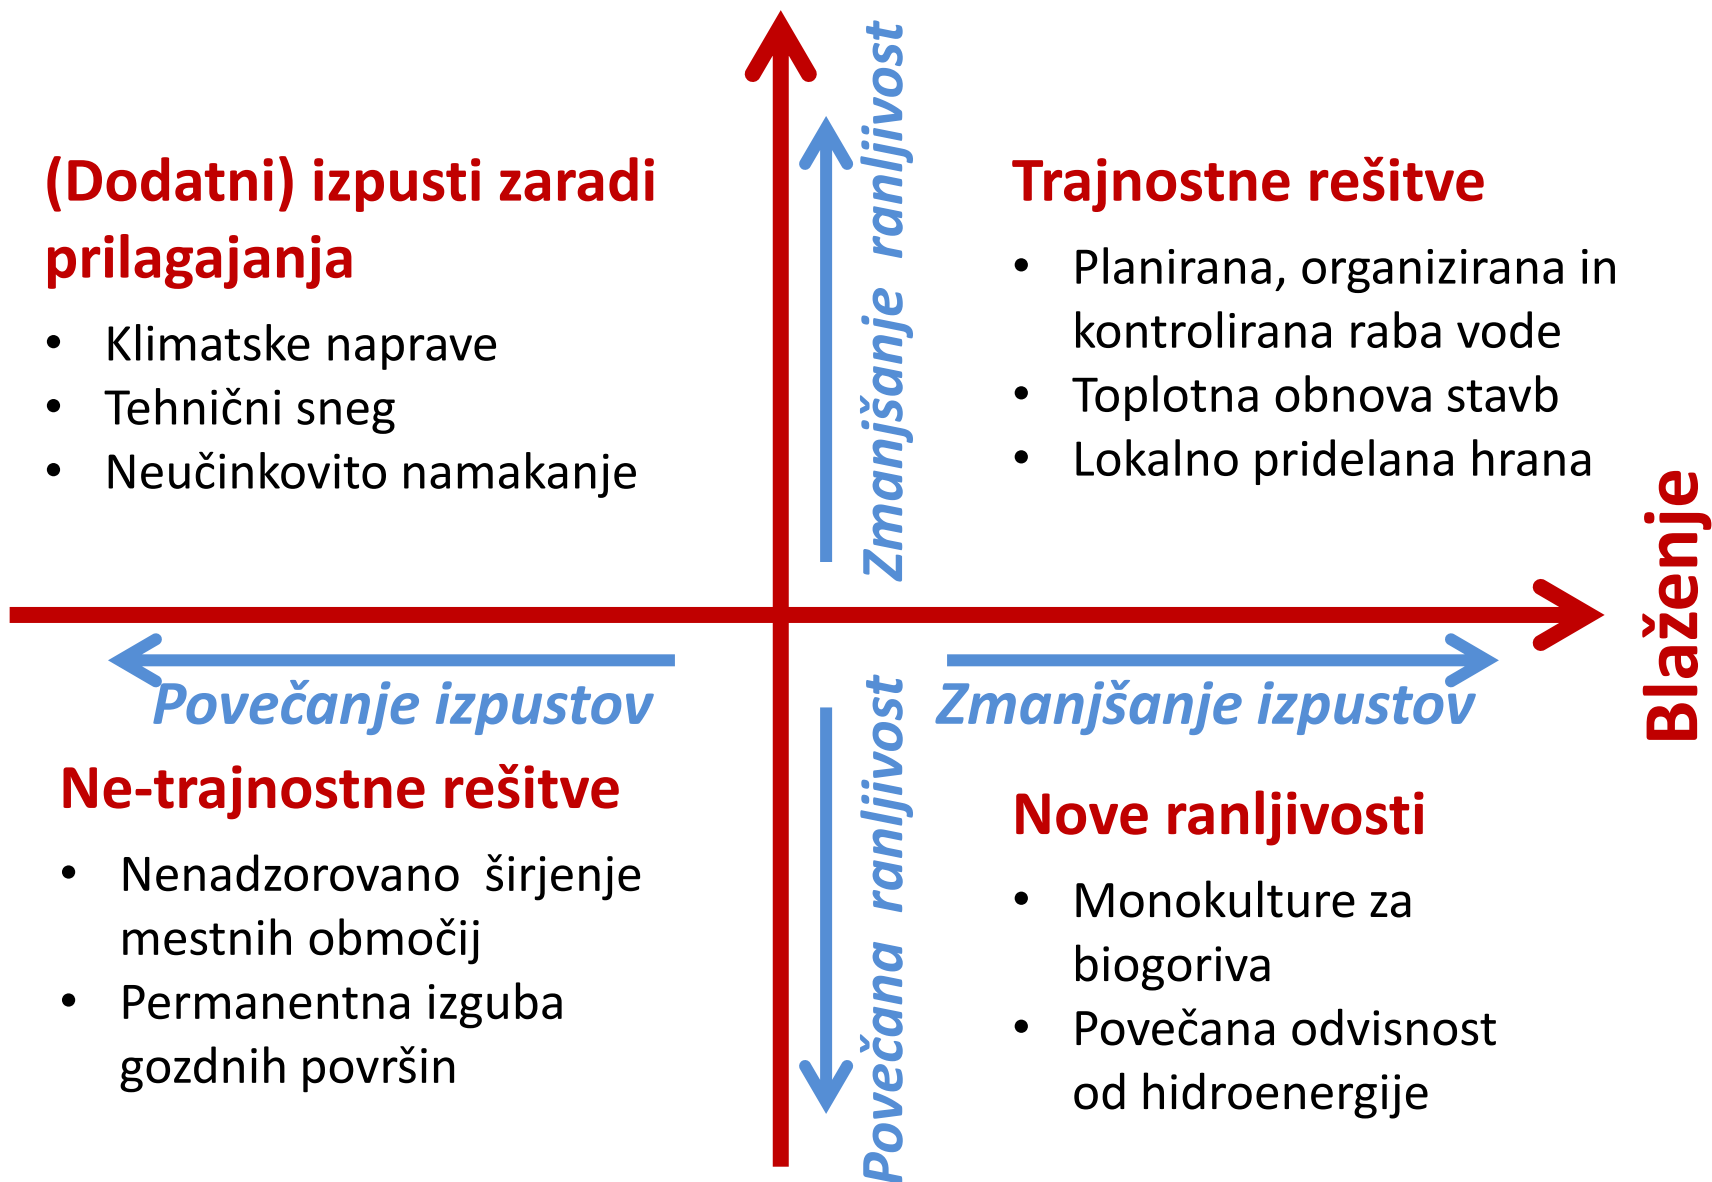 (Dodatni) izpusti zaradi
prilagajanja
• Klimatske naprave
• Tehnični sneg
• Neučinkovito namakanje
Zmanjšanje ranljivost
Trajnostne rešitve
• Planirana, organizirana in
kontrolirana raba vode
• Toplotna obnova stavb
• Lokalno pridelana hrana
Blaženje
Povečanje izpustov
Zmanjšanje izpustov
Ne-trajnostne rešitve
• Nenadzorovano širjenje
mestnih območij
• Permanentna izguba
gozdnih površin
Povečana ranljivost
Nove ranljivosti
• Monokulture za
biogoriva
• Povečana odvisnost
od hidroenergije